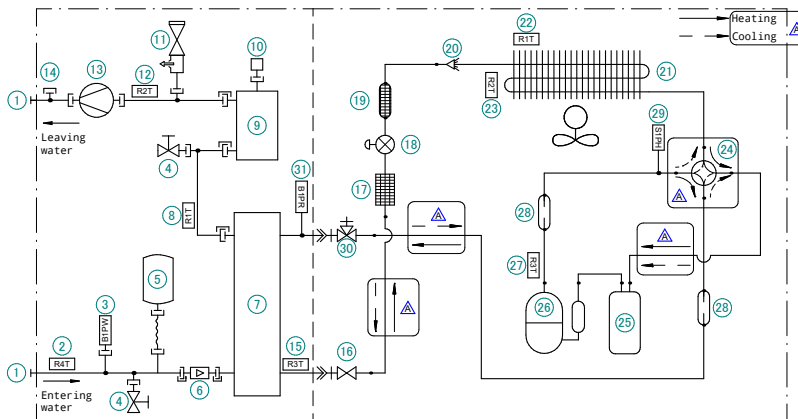 22
R1T
Heating
Cooling
A
11
10
20
14
13
12
R2T
21
19
R2T
23
29
1
9
S1PH
24
Leaving
water
18
4
31
17
A
B1PR
28
A
8
R1T
A
30
27
R3T
5
A
26
28
3
7
25
B1PW
2
15
16
1
R4T
R3T
Entering
water
4
6